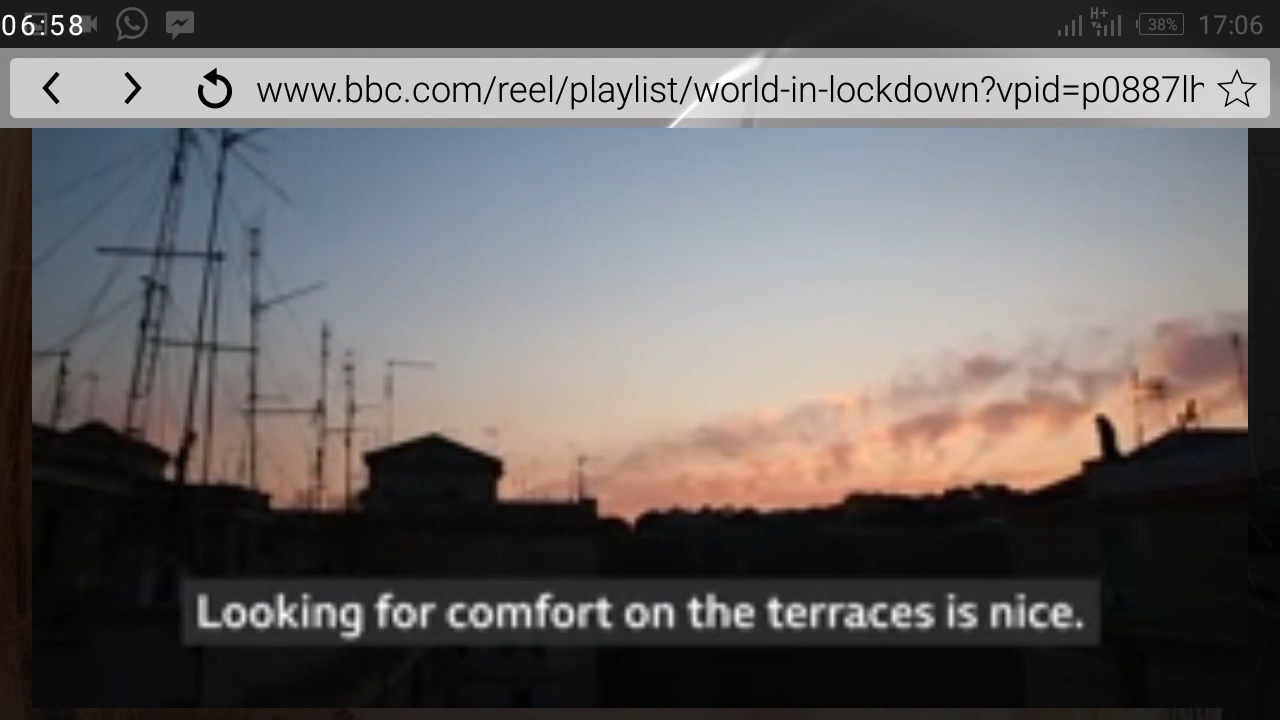 06:58
H+
38%
17:06
www.bbc.com/reel/playlist/world-in-lockdown?vpid=p0887lh
Looking for comfort on the terraces is nice.